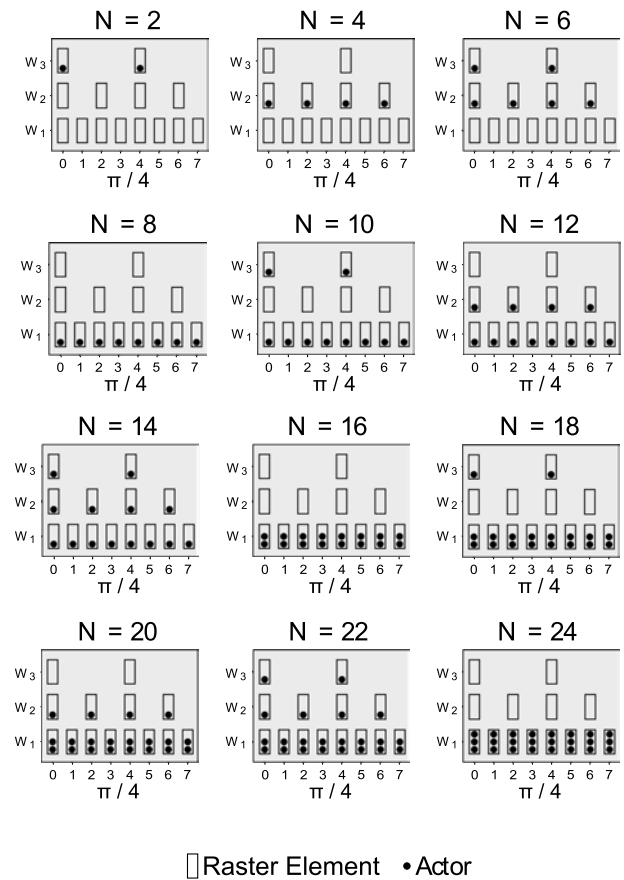 N = 2 N = 4 N = 6
W3 W3 W3
W2 W2 W2
W1 W1 W1
0 1 2 3 4 5 6 7 0 1 2 3 4 5 6 7 0 1 2 3 4 5 6 7
π / 4 π / 4 π / 4
N = 8 N = 10 N = 12
W3 W3 W3
W2 W2 W2
W1 W1 W1
0 1 2 3 4 5 6 7 0 1 2 3 4 5 6 7 0 1 2 3 4 5 6 7
π / 4 π / 4 π / 4
N = 14 N = 16 N = 18
W3 W3 W3
W2 W2 W2
W1 W1 W1
0 1 2 3 4 5 6 7 0 1 2 3 4 5 6 7 0 1 2 3 4 5 6 7
π / 4 π / 4 π / 4
N = 20 N = 22 N = 24
W3 W3 W3
W2 W2 W2
W1 W1 W1
0 1 2 3 4 5 6 7 0 1 2 3 4 5 6 7 0 1 2 3 4 5 6 7
π / 4 π / 4 π / 4
Raster Element Actor